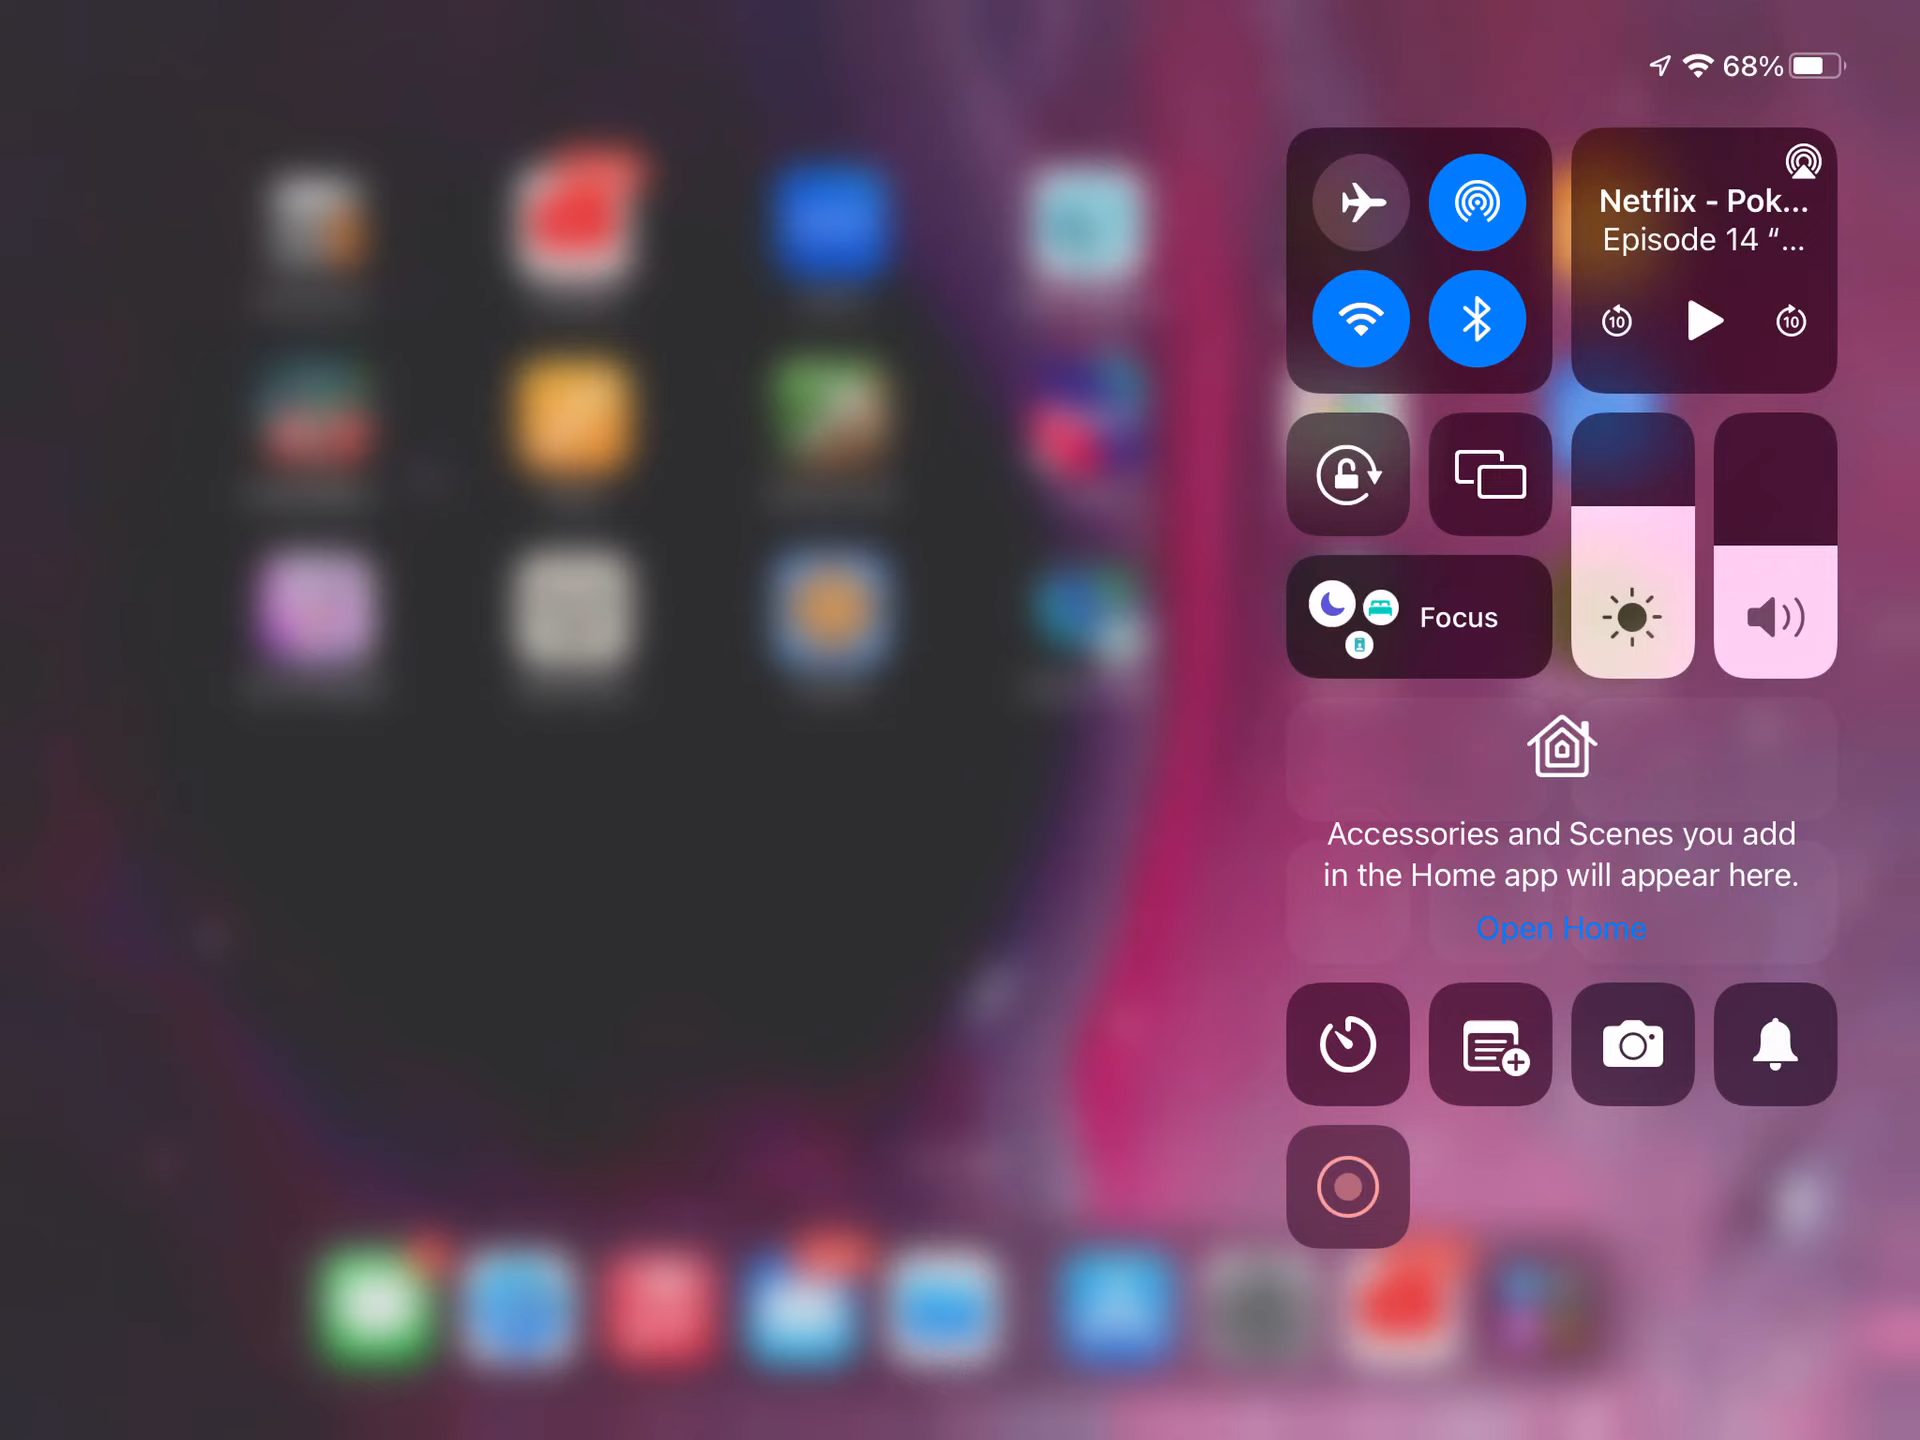 68%
Netflix - Pok...
Episode 14 “...
10
10
Focus
Accessories and Scenes you add
in the Home app will appear here.
Open Home